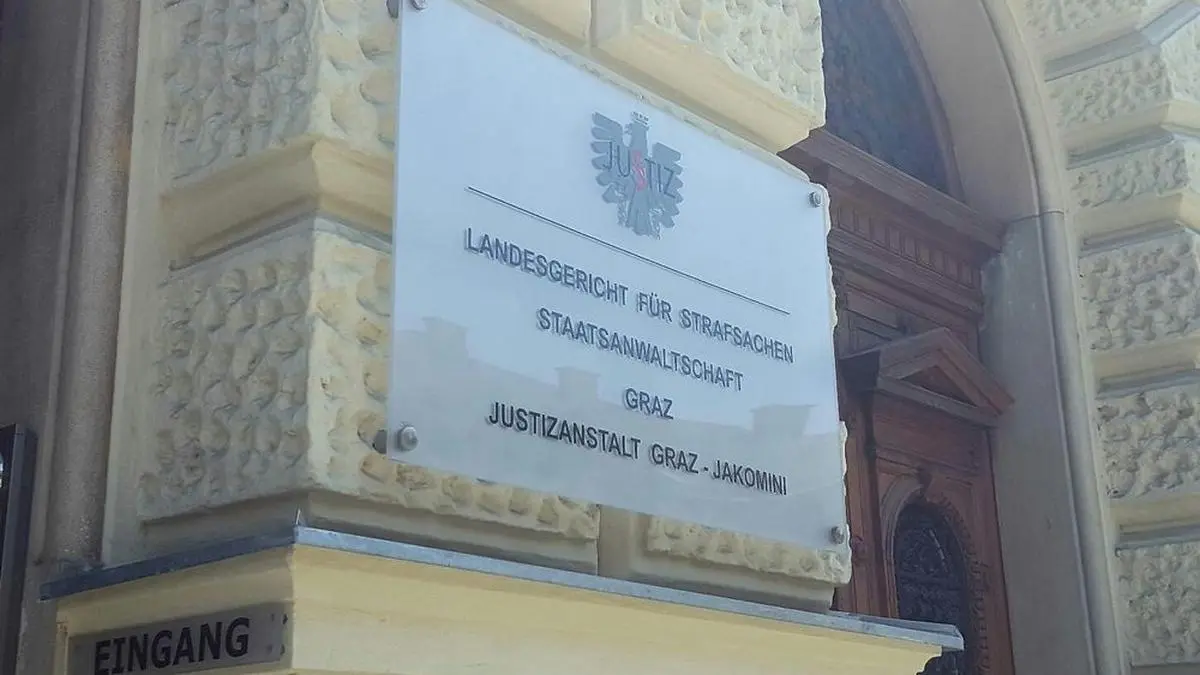 JUSTIZ
LANDESGERICHT FÜR STRAFSACHEN
STAATSANWALTSCHAFT
GRAZ
JUSTIZANSTALT GRAZ - JAKOMINI
EINGANG